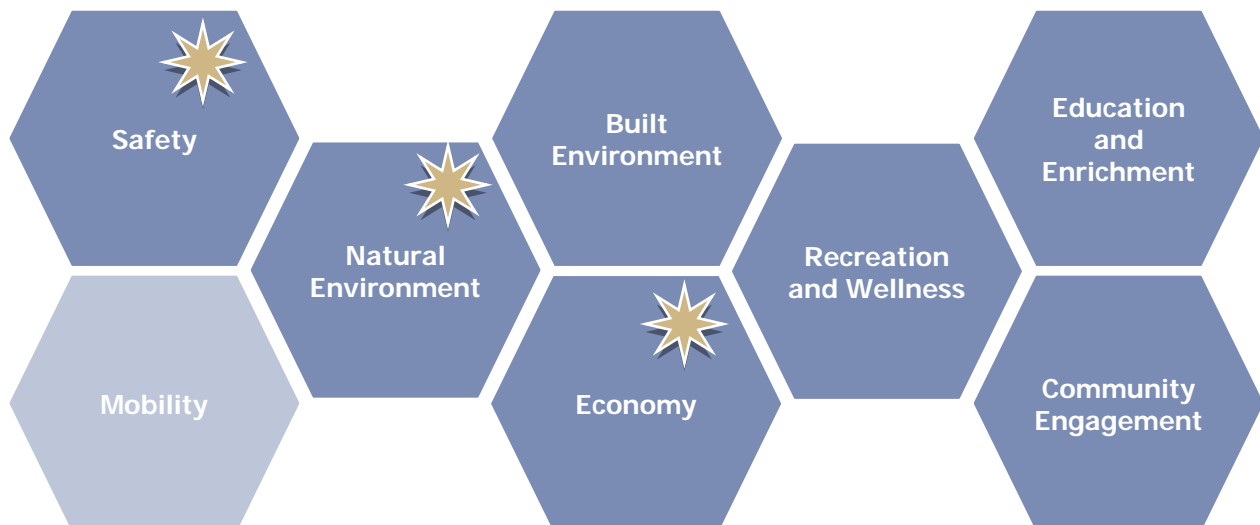 Safety
Mobility
Natural
Environment
Built
Environment
Economy
Recreation
and Wellness
Education
and
Enrichment
Community
Engagement